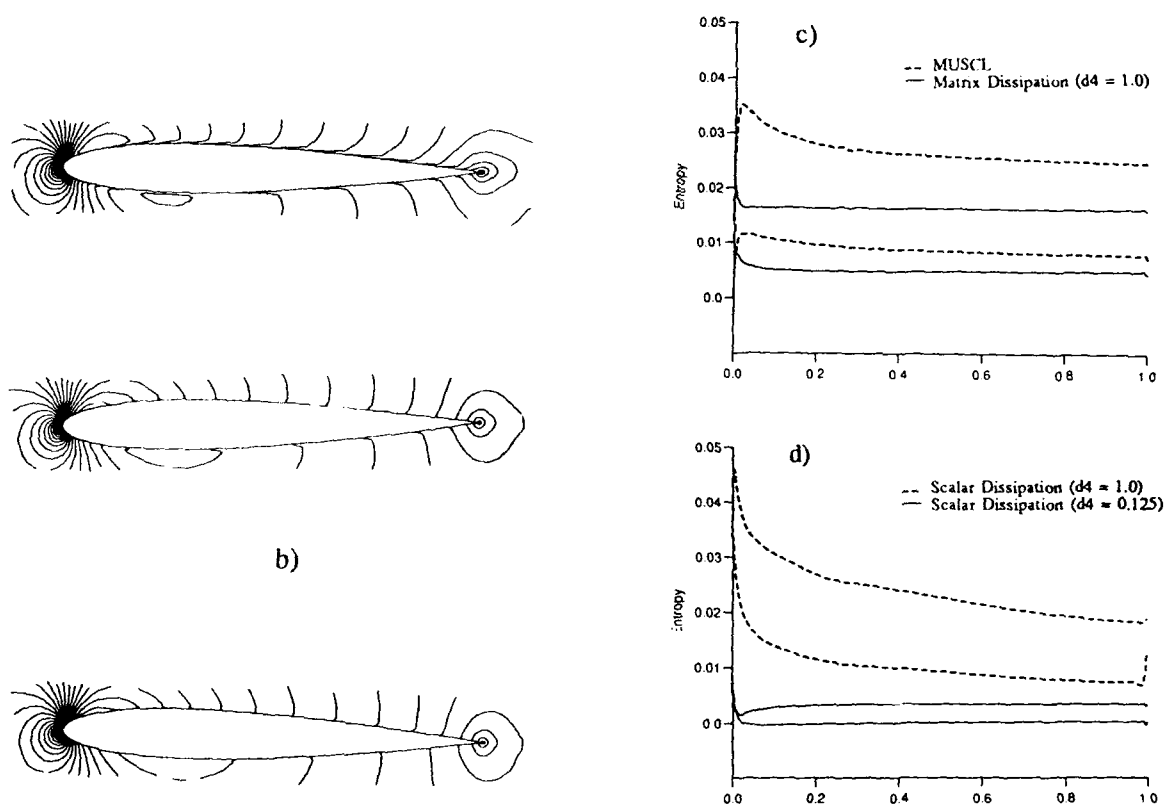 b)
c)
MUSCL
Matrix Dissipation (d4 = 1.0)
0.05
0.04
0.03
0.02
0.01
0.0
Entropy
0.0 0.2 0.4 0.6 0.8 1.0
d)
Scalar Dissipation (d4 = 1.0)
Scalar Dissipation (d4 = 0.125)
0.05
0.04
0.03
0.02
0.01
0.0
Entropy
0.0 0.2 0.4 0.6 0.8 1.0